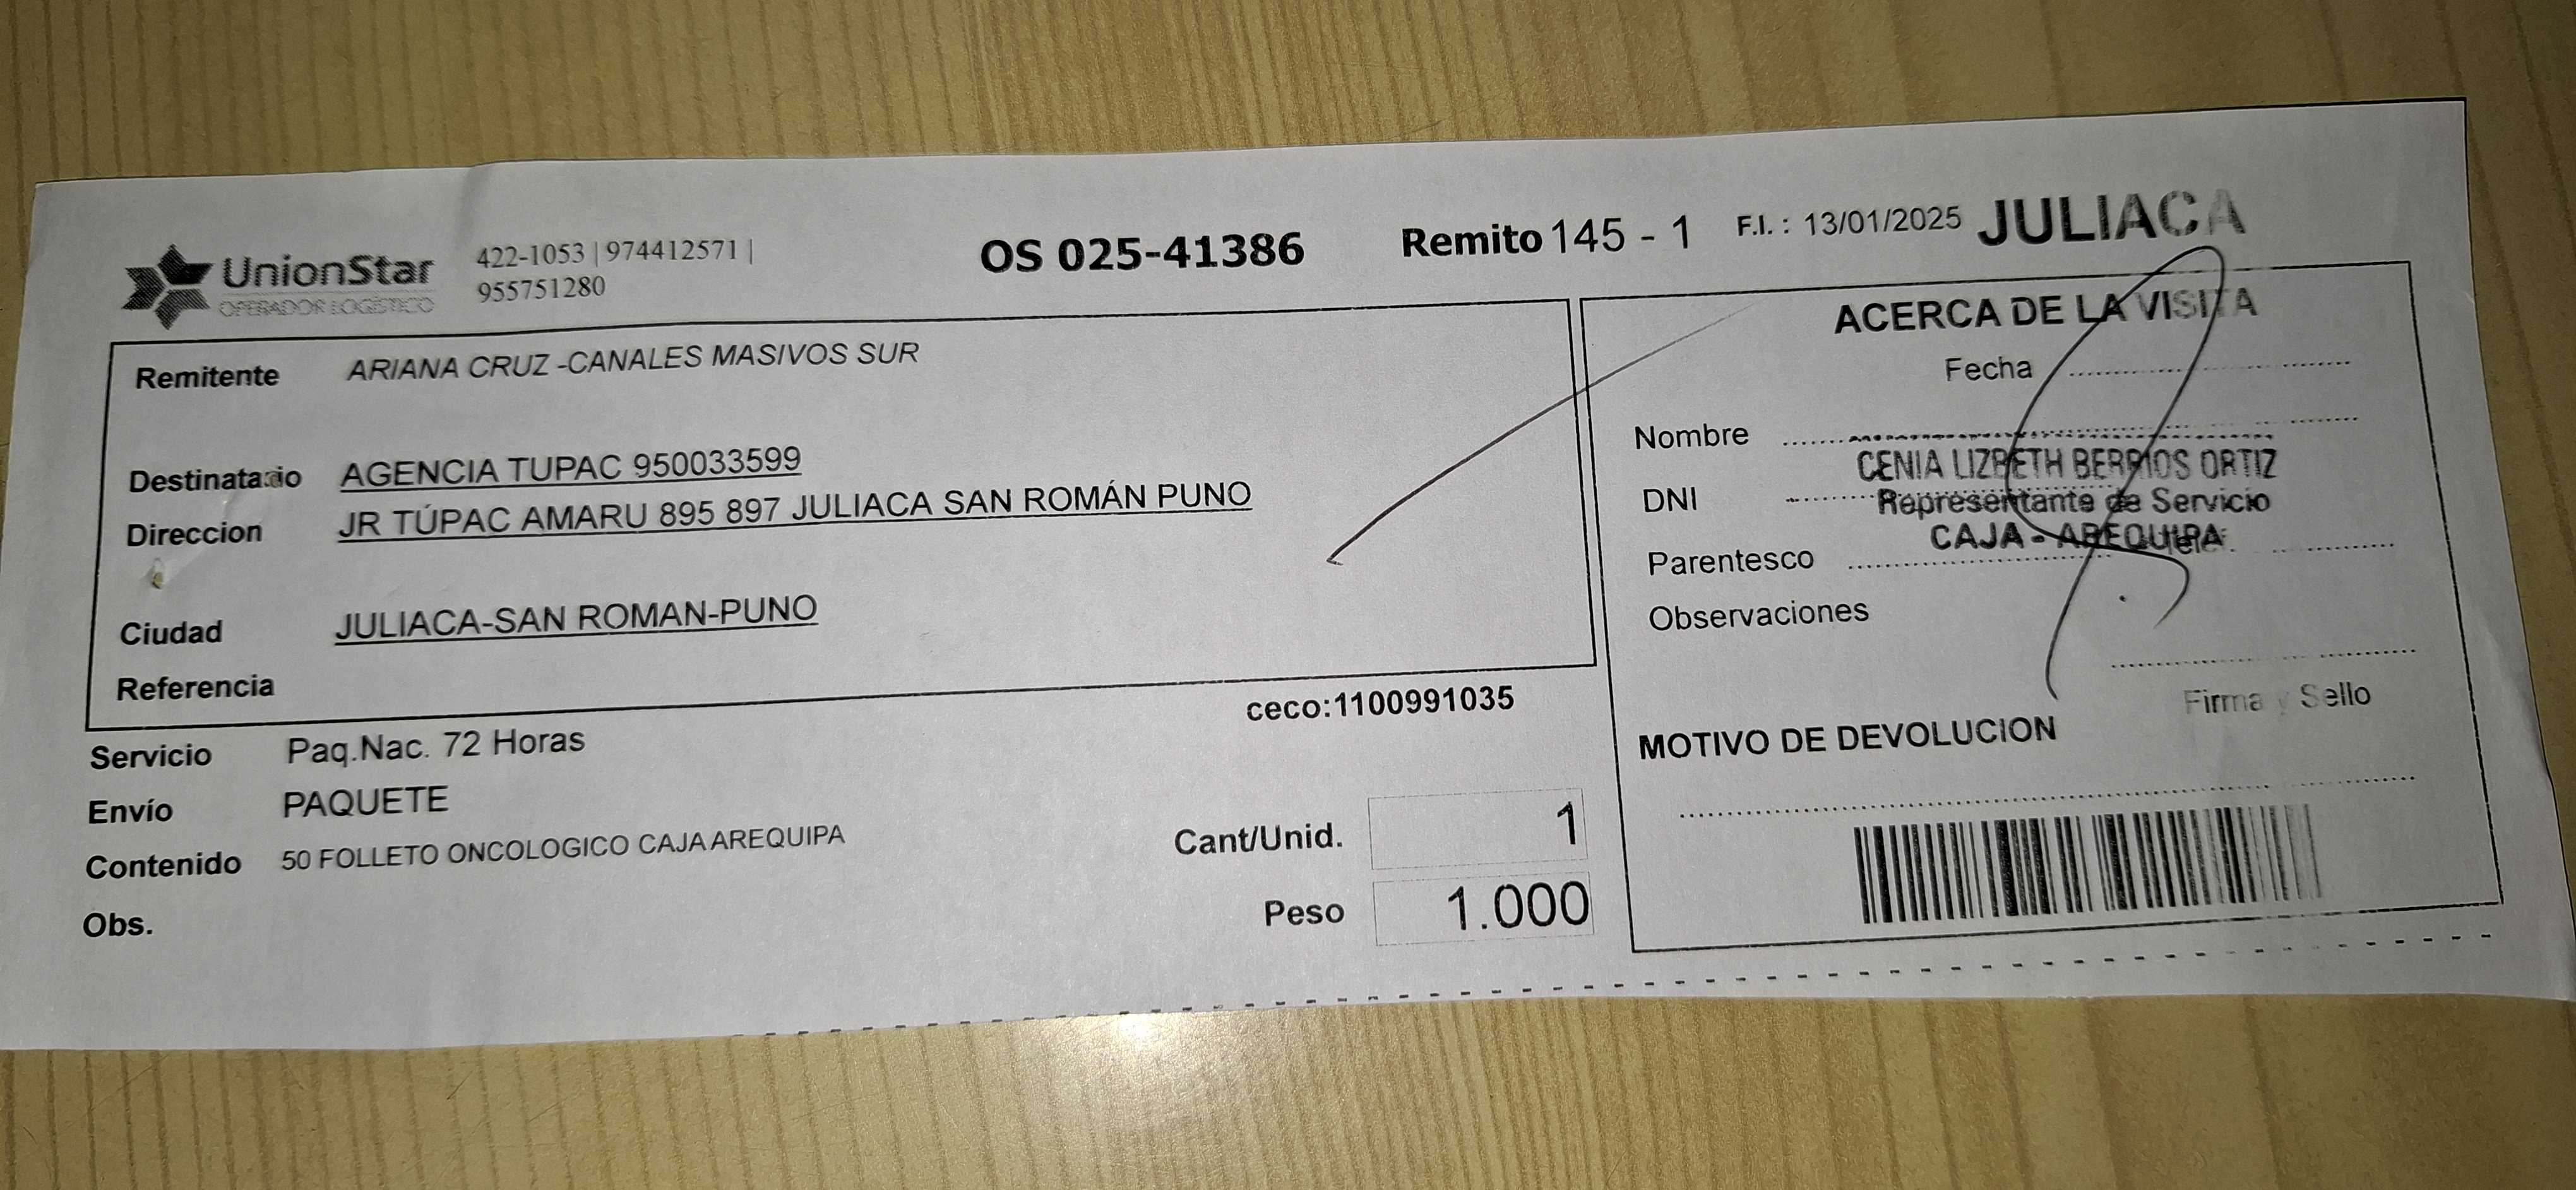 UnionStar
OPERADOR LOGÍSTICO
422-1053 | 974412571 |
955751280
OS 025-41386
Remito 145 - 1
F.I. : 13/01/2025
JULIACA
Remitente ARIANA CRUZ -CANALES MASIVOS SUR
Destinatario AGENCIA TUPAC 950033599
Direccion JR TÚPAC AMARU 895 897 JULIACA SAN ROMÁN PUNO
Ciudad JULIACA-SAN ROMAN-PUNO
Referencia
ceco:1100991035
Servicio Paq.Nac. 72 Horas
Envío PAQUETE
Contenido 50 FOLLETO ONCOLOGICO CAJA AREQUIPA
Obs.
Cant/Unid. 1
Peso 1.000
ACERCA DE LA VISITA
Fecha
Nombre
CENIA LIZBETH BERRIOS ORTIZ
DNI
Representante de Servicio
CAJA - AREQUIPA
Parentesco
Observaciones
Firma y Sello
MOTIVO DE DEVOLUCION